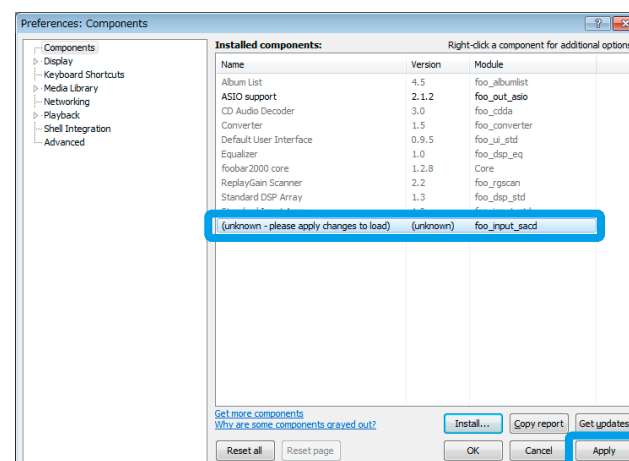 Preferences: Components
Components
Display
Keyboard Shortcuts
Media Library
Networking
Playback
Shell Integration
Advanced
Installed components: Right-click a component for additional options
Name Version Module
Album List 4.5 foo_albumlist
ASIO support 2.1.2 foo_out_asio
CD Audio Decoder 3.0 foo_cdda
Converter 1.5 foo_converter
Default User Interface 0.9.5 foo_ui_std
Equalizer 1.0 foo_dsp_eq
foobar2000 core 1.2.8 Core
ReplayGain Scanner 2.2 foo_rgscan
Standard DSP Array 1.3 foo_dsp_std
(unknown - please apply changes to load) (unknown) foo_input_sacd
Get more components
Why are some components grayed out?
Install... Copy report Get updates
Reset all Reset page OK Cancel Apply